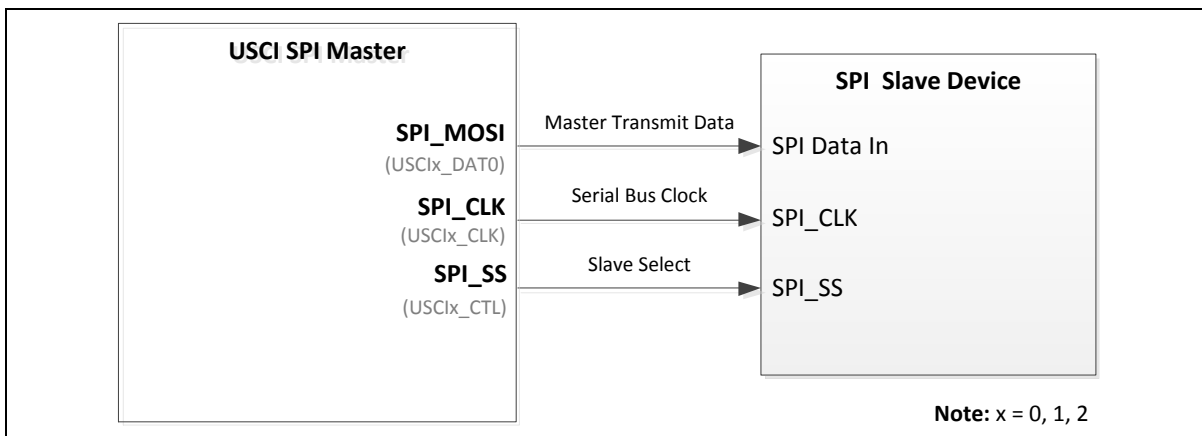 USCI SPI Master
SPI Slave Device
SPI_MOSI
(USCIx_DAT0)
Master Transmit Data
SPI Data In
SPI_CLK
(USCIx_CLK)
Serial Bus Clock
SPI_CLK
SPI_SS
(USCIx_CTL)
Slave Select
SPI_SS
Note: x = 0, 1, 2